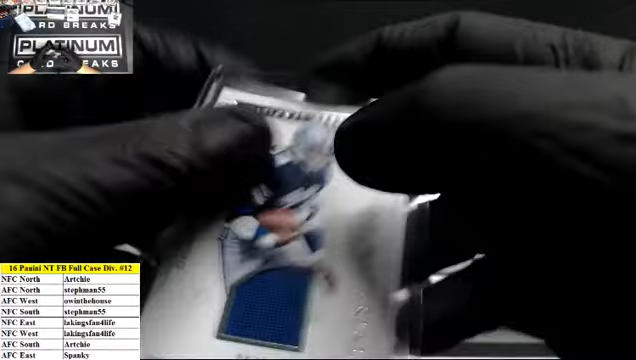 PLATINUM
CARD BREAKS
PLATINUM
CARD BREAKS
16 Panini NT FB Full Case Div. #12
NFC North Artchie
AFC North stephman55
AFC West owinthehouse
NFC South stephman55
NFC East lakingsfan4life
NFC West lakingsfan4life
AFC South Artchie
AFC East Spanky